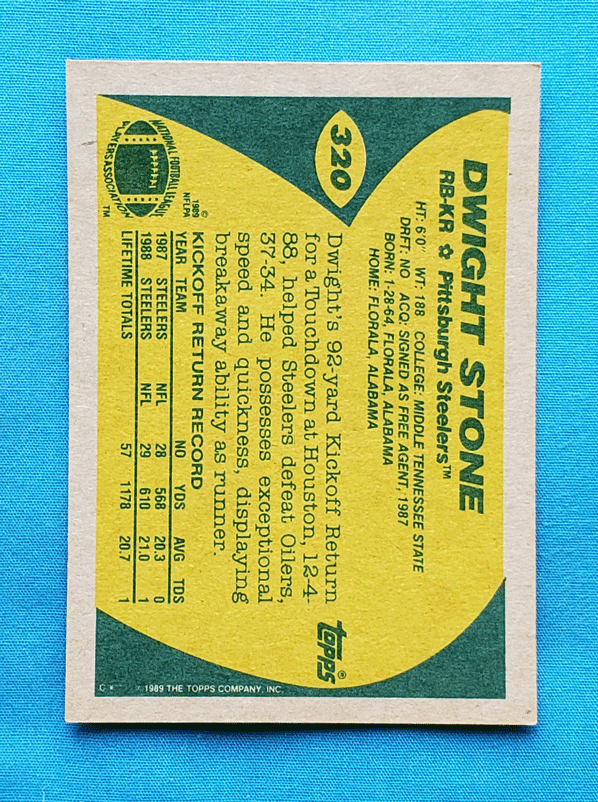 320
DWIGHT STONE
RB-KR ✩ Pittsburgh Steelers™
HT: 6'0" WT: 188 COLLEGE: MIDDLE TENNESSEE STATE
DRFT: NO ACQ: SIGNED AS FREE AGENT, 1987
BORN: 1-28-64, FLORALA, ALABAMA
HOME: FLORALA, ALABAMA
Dwight's 92-yard Kickoff Return
for a Touchdown at Houston, 12-4-
88, helped Steelers defeat Oilers,
37-34. He possesses exceptional
speed and quickness, displaying
breakaway ability as runner.
topps®
NATIONAL FOOTBALL LEAGUE
PLAYERS ASSOCIATION™
©
1989
NFLPA
KICKOFF RETURN RECORD
YEAR TEAM NO YDS AVG TDS
1987 STEELERS NFL 28 568 20.3 0
1988 STEELERS NFL 29 610 21.0 1
LIFETIME TOTALS 57 1178 20.7 1
C* ©1989 THE TOPPS COMPANY, INC.